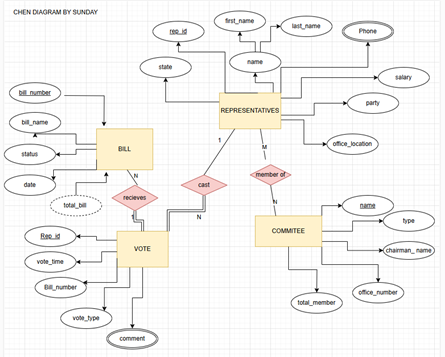 CHEN DIAGRAM BY SUNDAY
first_name
last_name
rep_id
Phone
name
state
salary
bill_number
REPRESENTATIVES
party
bill_name
office_location
BILL
status
1
M
date
N
cast
member of
total_bill
recieves
N
name
1
N
type
Rep_id
COMMITEE
VOTE
chairman_ name
vote_time
Bill_number
office_number
total_member
vote_type
comment